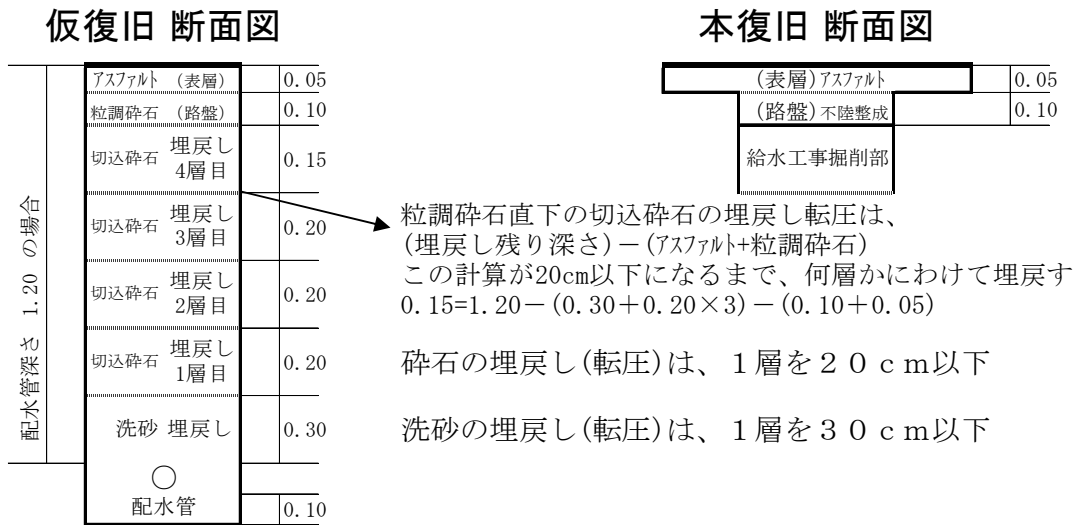 仮復旧 断面図
アスファルト (表層) 0.05
粒調砕石 (路盤) 0.10
切込砕石 埋戻し 4層目 0.15
切込砕石 埋戻し 3層目 0.20
切込砕石 埋戻し 2層目 0.20
切込砕石 埋戻し 1層目 0.20
洗砂 埋戻し 0.30
配水管 0.10
配水管深さ 1.20 の場合
本復旧 断面図
(表層)アスファルト 0.05
(路盤)不陸整成 0.10
給水工事掘削部
粒調砕石直下の切込砕石の埋戻し転圧は、
(埋戻し残り深さ)－(アスファルト+粒調砕石)
この計算が20cm以下になるまで、何層かにわけて埋戻す
0.15=1.20－(0.30＋0.20×3)－(0.10＋0.05)
砕石の埋戻し(転圧)は、１層を２０ｃｍ以下
洗砂の埋戻し(転圧)は、１層を３０ｃｍ以下